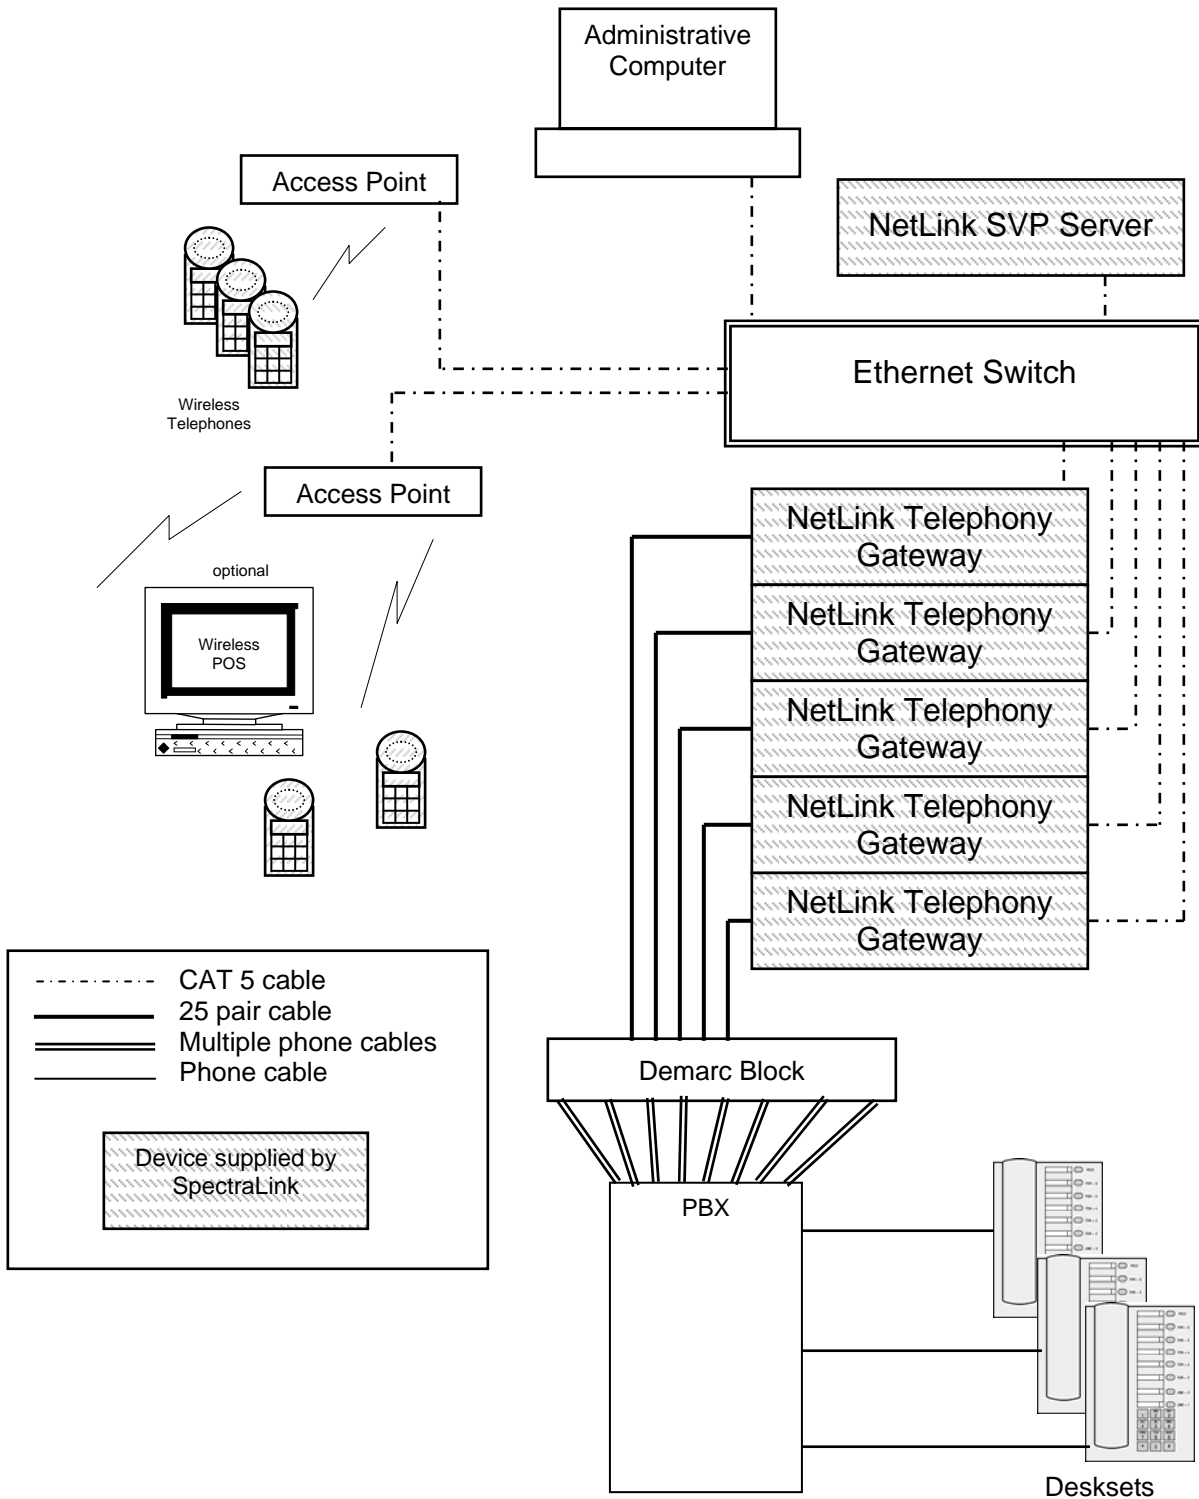 Administrative
Computer
Access Point
NetLink SVP Server
Ethernet Switch
Wireless
Telephones
Access Point
NetLink Telephony
Gateway
optional
Wireless
POS
NetLink Telephony
Gateway
NetLink Telephony
Gateway
NetLink Telephony
Gateway
NetLink Telephony
Gateway
CAT 5 cable
25 pair cable
Multiple phone cables
Phone cable
Demarc Block
Device supplied by
SpectraLink
PBX
Desksets